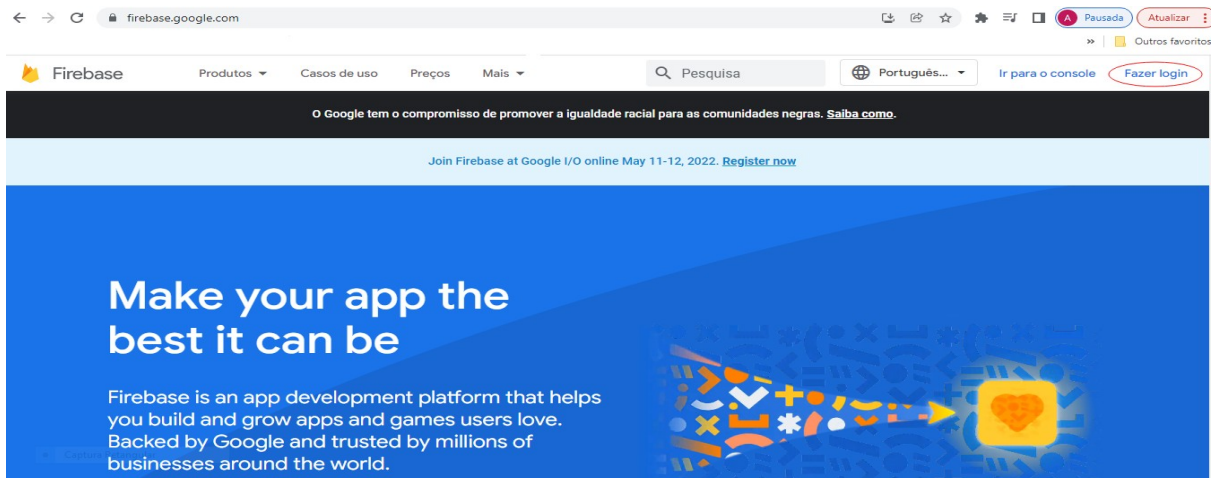 firebase.google.com
A Pausada
Atualizar
»
Outros favoritos
Firebase
Produtos
Casos de uso
Preços
Mais
Pesquisa
Português...
Ir para o console
Fazer login
O Google tem o compromisso de promover a igualdade racial para as comunidades negras. Saiba como.
Join Firebase at Google I/O online May 11-12, 2022. Register now
Make your app the
best it can be
Firebase is an app development platform that helps
you build and grow apps and games users love.
Backed by Google and trusted by millions of
businesses around the world.